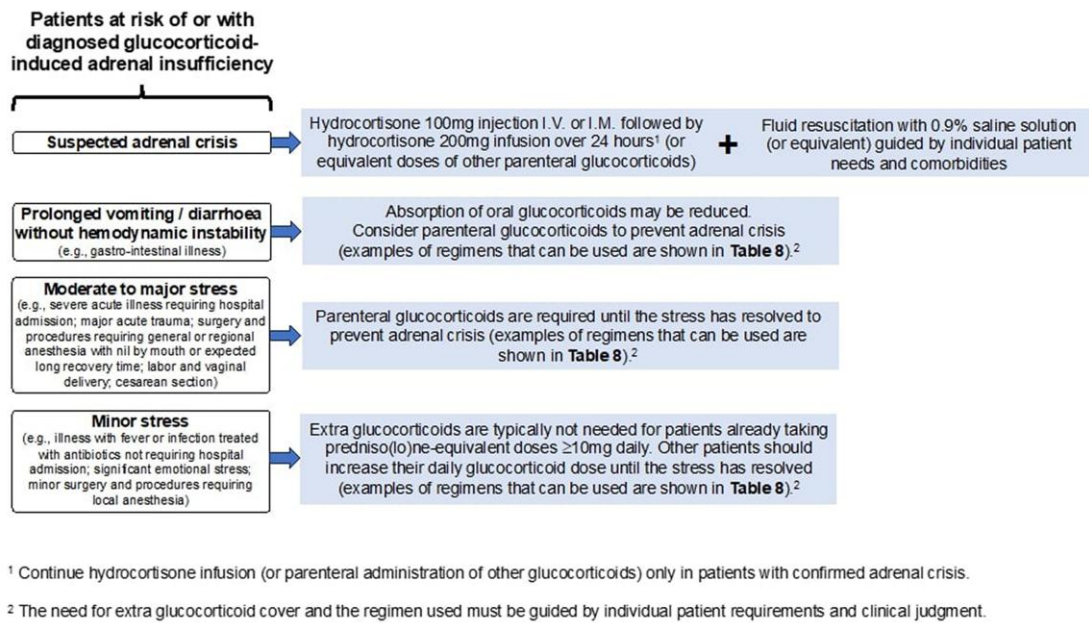 Patients at risk of or with
diagnosed glucocorticoid-
induced adrenal insufficiency
Suspected adrenal crisis
Hydrocortisone 100mg injection I.V. or I.M. followed by
hydrocortisone 200mg infusion over 24 hours¹ (or
equivalent doses of other parenteral glucocorticoids)
+
Fluid resuscitation with 0.9% saline solution
(or equivalent) guided by individual patient
needs and comorbidities
Prolonged vomiting / diarrhoea
without hemodynamic instability
(e.g., gastro-intestinal illness)
Absorption of oral glucocorticoids may be reduced.
Consider parenteral glucocorticoids to prevent adrenal crisis
(examples of regimens that can be used are shown in Table 8).²
Moderate to major stress
(e.g., severe acute illness requiring hospital
admission; major acute trauma; surgery and
procedures requiring general or regional
anesthesia with nil by mouth or expected
long recovery time; labor and vaginal
delivery; cesarean section)
Parenteral glucocorticoids are required until the stress has resolved to
prevent adrenal crisis (examples of regimens that can be used are
shown in Table 8).²
Minor stress
(e.g., illness with fever or infection treated
with antibiotics not requiring hospital
admission; significant emotional stress;
minor surgery and procedures requiring
local anesthesia)
Extra glucocorticoids are typically not needed for patients already taking
predniso(lo)ne-equivalent doses ≥10mg daily. Other patients should
increase their daily glucocorticoid dose until the stress has resolved
(examples of regimens that can be used are shown in Table 8).²
¹ Continue hydrocortisone infusion (or parenteral administration of other glucocorticoids) only in patients with confirmed adrenal crisis.
² The need for extra glucocorticoid cover and the regimen used must be guided by individual patient requirements and clinical judgment.